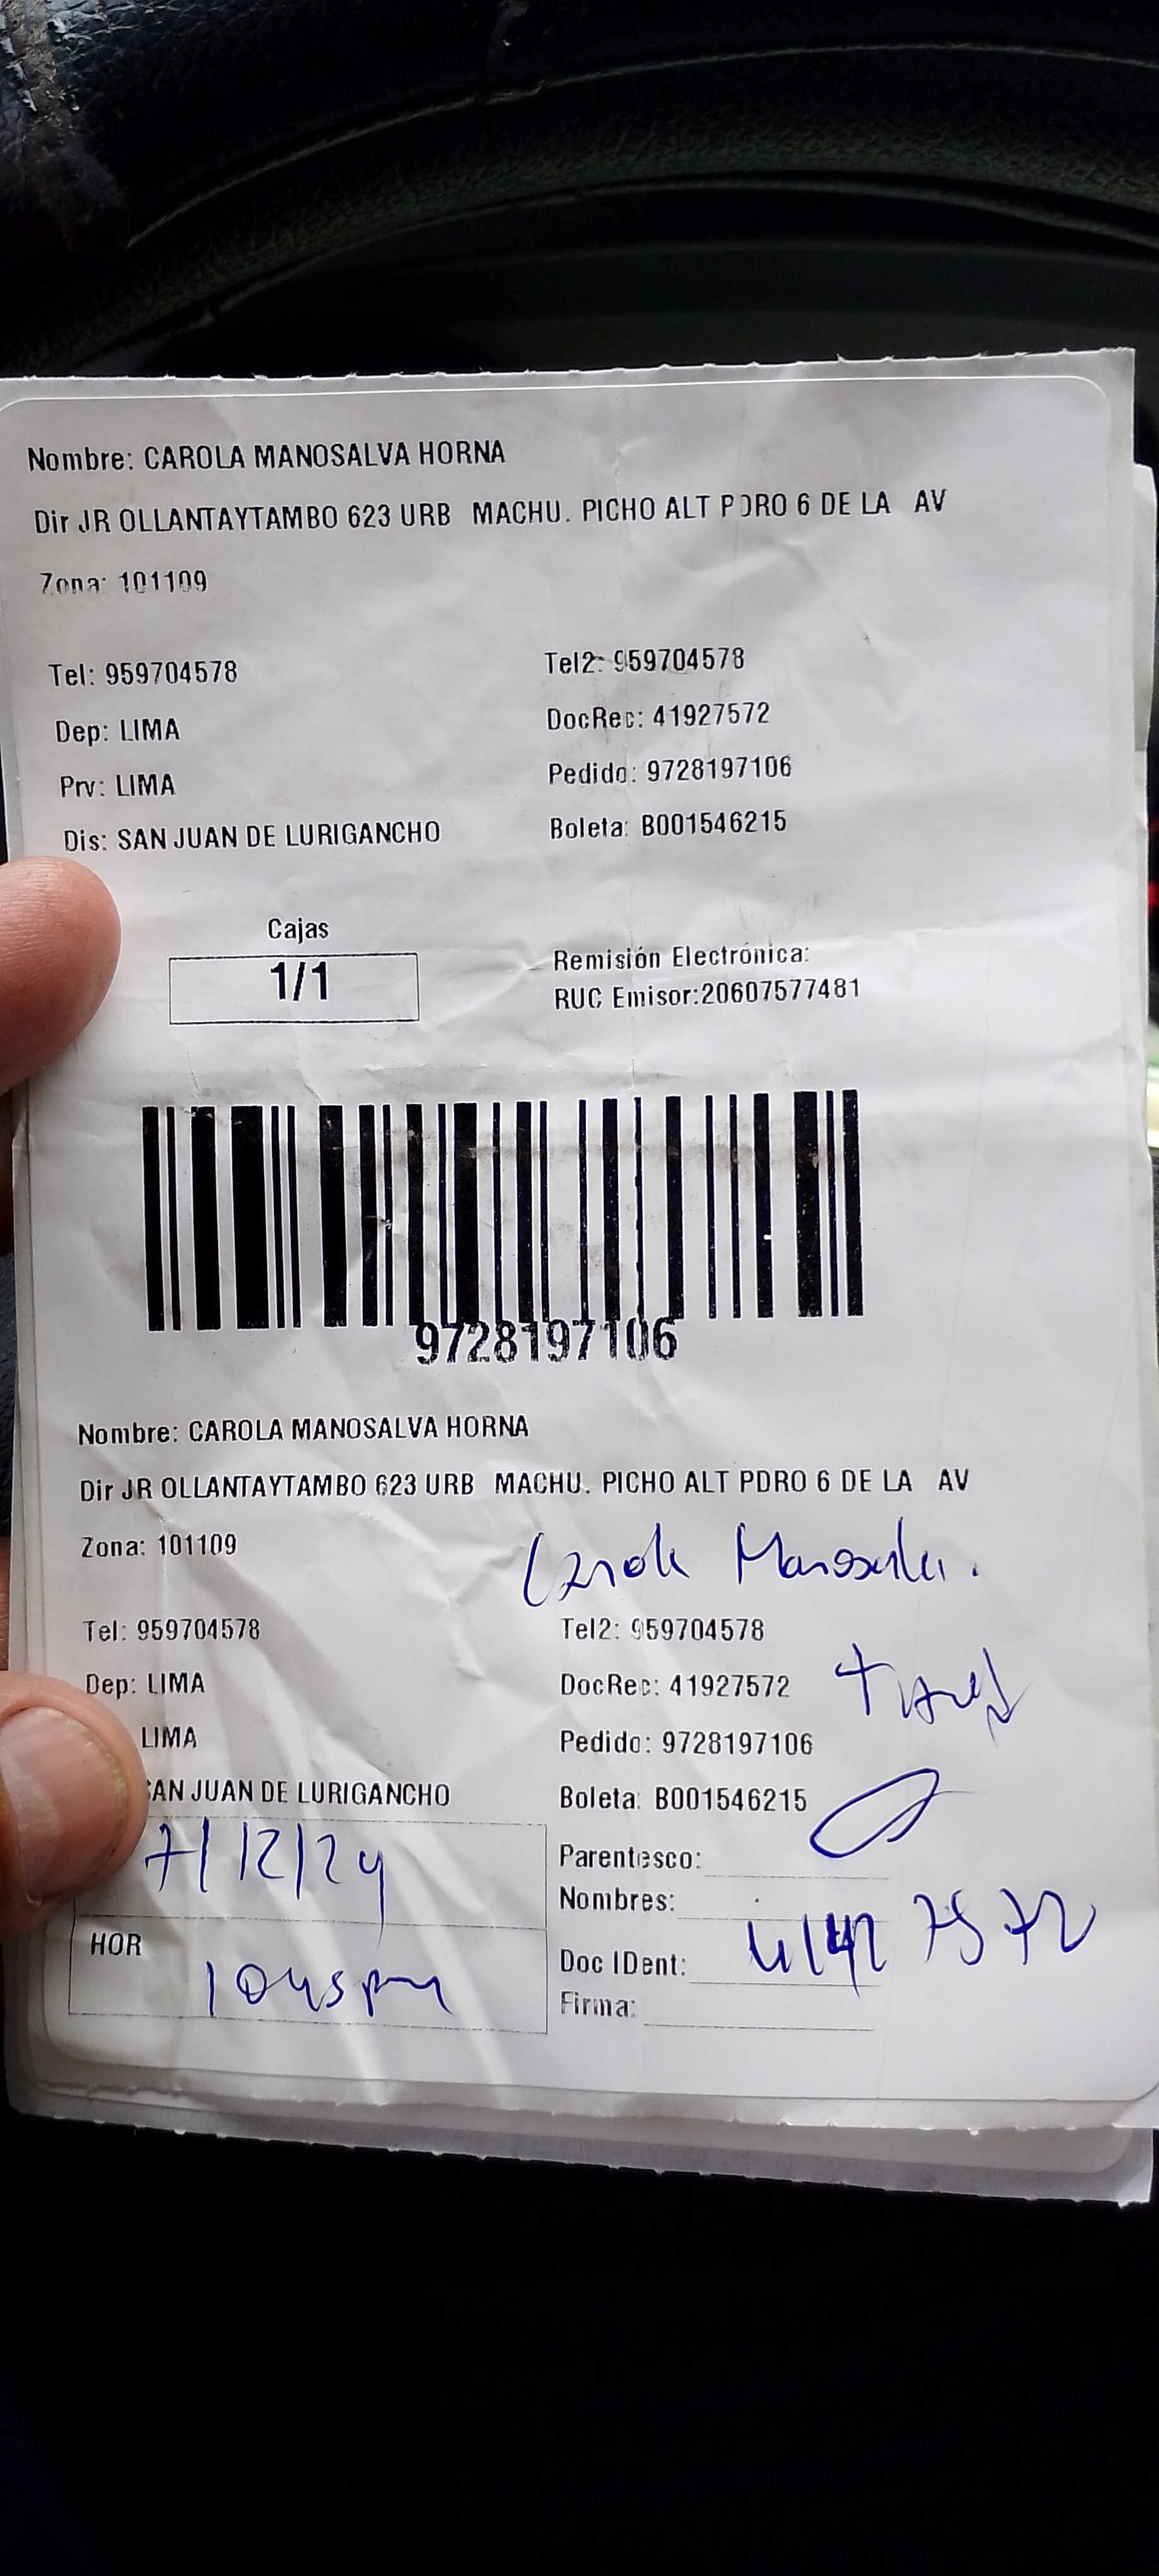 Nombre: CAROLA MANOSALVA HORNA
Dir JR OLLANTAYTAMBO 623 URB MACHU. PICHO ALT PDRO 6 DE LA AV
Zona: 101109
Tel: 959704578 Tel2: 959704578
Dep: LIMA DocRec: 41927572
Prv: LIMA Pedido: 9728197106
Dis: SAN JUAN DE LURIGANCHO Boleta: B001546215
Cajas
1/1
Remisión Electrónica:
RUC Emisor:20607577481
9728197106
Nombre: CAROLA MANOSALVA HORNA
Dir JR OLLANTAYTAMBO 623 URB MACHU. PICHO ALT PDRO 6 DE LA AV
Zona: 101109
Carola Manosalva.
Tel: 959704578 Tel2: 959704578
Dep: LIMA DocRec: 41927572
LIMA Pedido: 9728197106
SAN JUAN DE LURIGANCHO Boleta: B001546215
7/12/24
Parentesco:
Nombres:
HOR
1045pm
Doc IDent:
Firma: